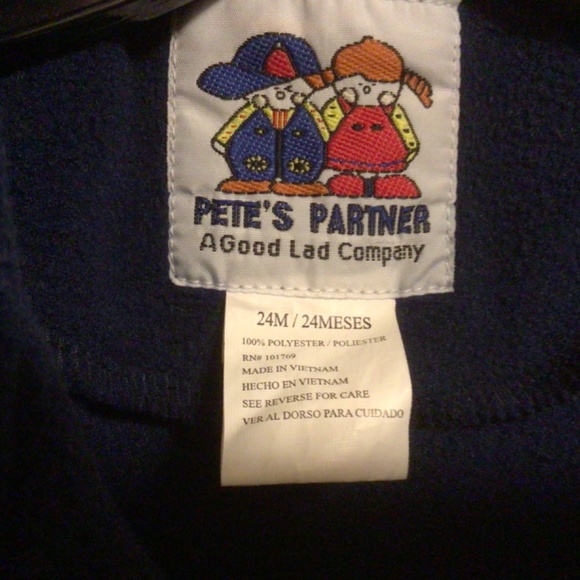 PETE'S PARTNER
A Good Lad Company
24M / 24MESES
100% POLYESTER / POLIESTER
RN# 101769
MADE IN VIETNAM
HECHO EN VIETNAM
SEE REVERSE FOR CARE
VER AL DORSO PARA CUIDADO